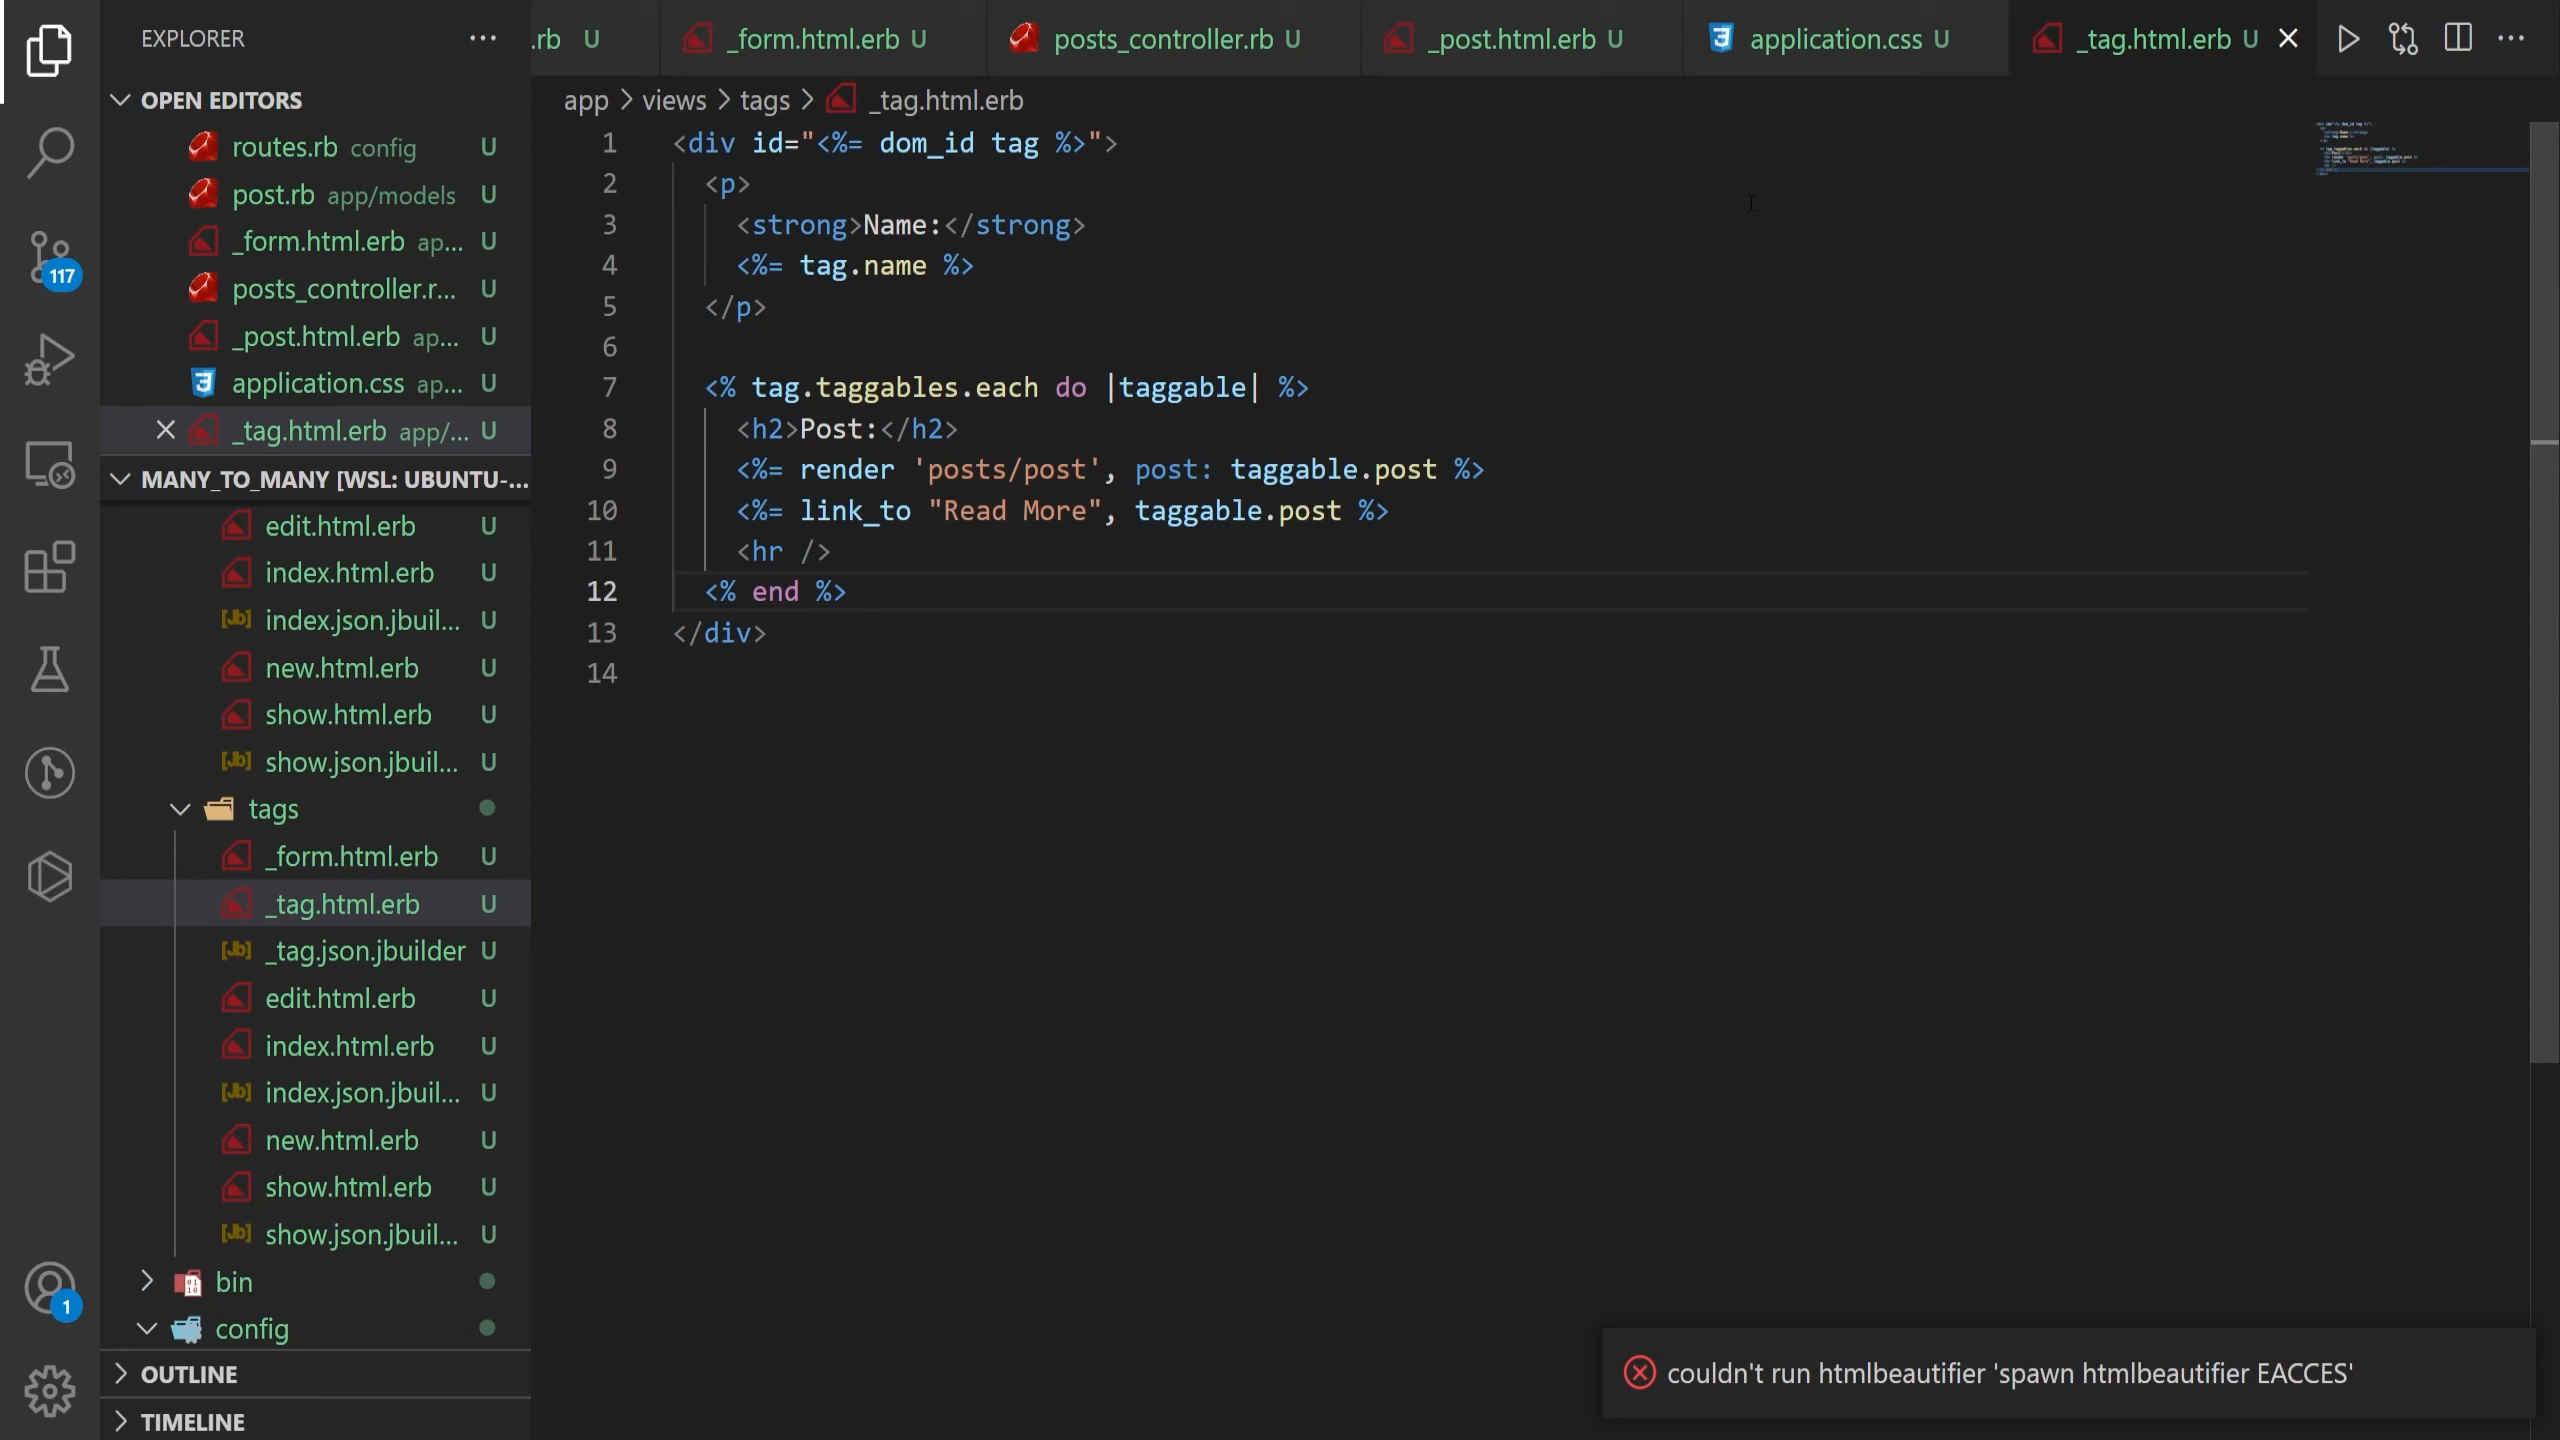 EXPLORER
OPEN EDITORS
routes.rb config U
post.rb app/models U
_form.html.erb ap... U
posts_controller.r... U
_post.html.erb ap... U
application.css ap... U
_tag.html.erb app/... U
MANY_TO_MANY [WSL: UBUNTU-...
edit.html.erb U
index.html.erb U
index.json.jbuil... U
new.html.erb U
show.html.erb U
show.json.jbuil... U
tags
_form.html.erb U
_tag.html.erb U
_tag.json.jbuilder U
edit.html.erb U
index.html.erb U
index.json.jbuil... U
new.html.erb U
show.html.erb U
show.json.jbuil... U
bin
config
OUTLINE
TIMELINE
117
1
.rb U
_form.html.erb U
posts_controller.rb U
_post.html.erb U
application.css U
_tag.html.erb U
app > views > tags > _tag.html.erb
1 <div id="<%= dom_id tag %>">
2 <p>
3 <strong>Name:</strong>
4 <%= tag.name %>
5 </p>
6
7 <% tag.taggables.each do |taggable| %>
8 <h2>Post:</h2>
9 <%= render 'posts/post', post: taggable.post %>
10 <%= link_to "Read More", taggable.post %>
11 <hr />
12 <% end %>
13 </div>
14
couldn't run htmlbeautifier 'spawn htmlbeautifier EACCES'